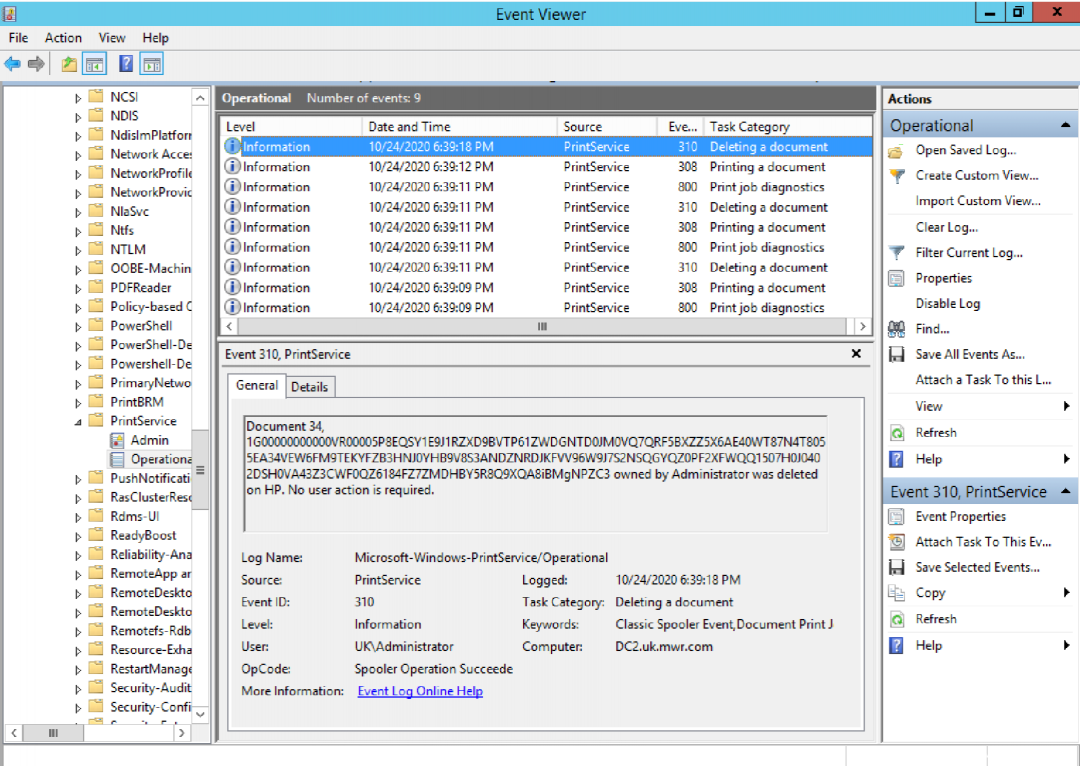 Event Viewer
File Action View Help
NCSI
NDIS
NdisImPlatforr
Network Acce
NetworkProfile
NetworkProvic
NlaSvc
Ntfs
NTLM
OOBE-Machin
PDFReader
Policy-based C
PowerShell
PowerShell-De
Powershell-De
PrimaryNetwo
PrintBRM
PrintService
Admin
Operationa
PushNotificati
RasClusterReso
Rdms-UI
ReadyBoost
Reliability-Ana
RemoteApp ar
RemoteDeskto
RemoteDeskto
Remotefs-Rdb
Resource-Exha
RestartManage
Security-Audit
Security-Confi
Operational Number of events: 9
Level Date and Time Source Eve... Task Category
Information 10/24/2020 6:39:18 PM PrintService 310 Deleting a document
Information 10/24/2020 6:39:12 PM PrintService 308 Printing a document
Information 10/24/2020 6:39:11 PM PrintService 800 Print job diagnostics
Information 10/24/2020 6:39:11 PM PrintService 310 Deleting a document
Information 10/24/2020 6:39:11 PM PrintService 308 Printing a document
Information 10/24/2020 6:39:11 PM PrintService 800 Print job diagnostics
Information 10/24/2020 6:39:11 PM PrintService 310 Deleting a document
Information 10/24/2020 6:39:09 PM PrintService 308 Printing a document
Information 10/24/2020 6:39:09 PM PrintService 800 Print job diagnostics
Event 310, PrintService
General Details
Document 34,
1G00000000000VR00005P8EQSY1E9J1RZXD9BVTP61ZWDGNTD0JM0VQ7QRF5BXZZ5X6AE40WT87N4T805
5EA34VEW6FM9TEKYFZB3HNJ0YHB9V8S3ANDZNRDJKFVV96W9J7S2NSQGYQZ0PF2XFWQQ1507H0J040
2DSH0VA43Z3CWF0QZ6184FZ7ZMDHBY5R8Q9XQA8iBMgNPZC3 owned by Administrator was deleted
on HP. No user action is required.
Log Name: Microsoft-Windows-PrintService/Operational
Source: PrintService Logged: 10/24/2020 6:39:18 PM
Event ID: 310 Task Category: Deleting a document
Level: Information Keywords: Classic Spooler Event,Document Print J
User: UK\Administrator Computer: DC2.uk.mwr.com
OpCode: Spooler Operation Succeede
More Information: Event Log Online Help
Actions
Operational
Open Saved Log...
Create Custom View...
Import Custom View...
Clear Log...
Filter Current Log...
Properties
Disable Log
Find...
Save All Events As...
Attach a Task To this L...
View
Refresh
Help
Event 310, PrintService
Event Properties
Attach Task To This Ev...
Save Selected Events...
Copy
Refresh
Help